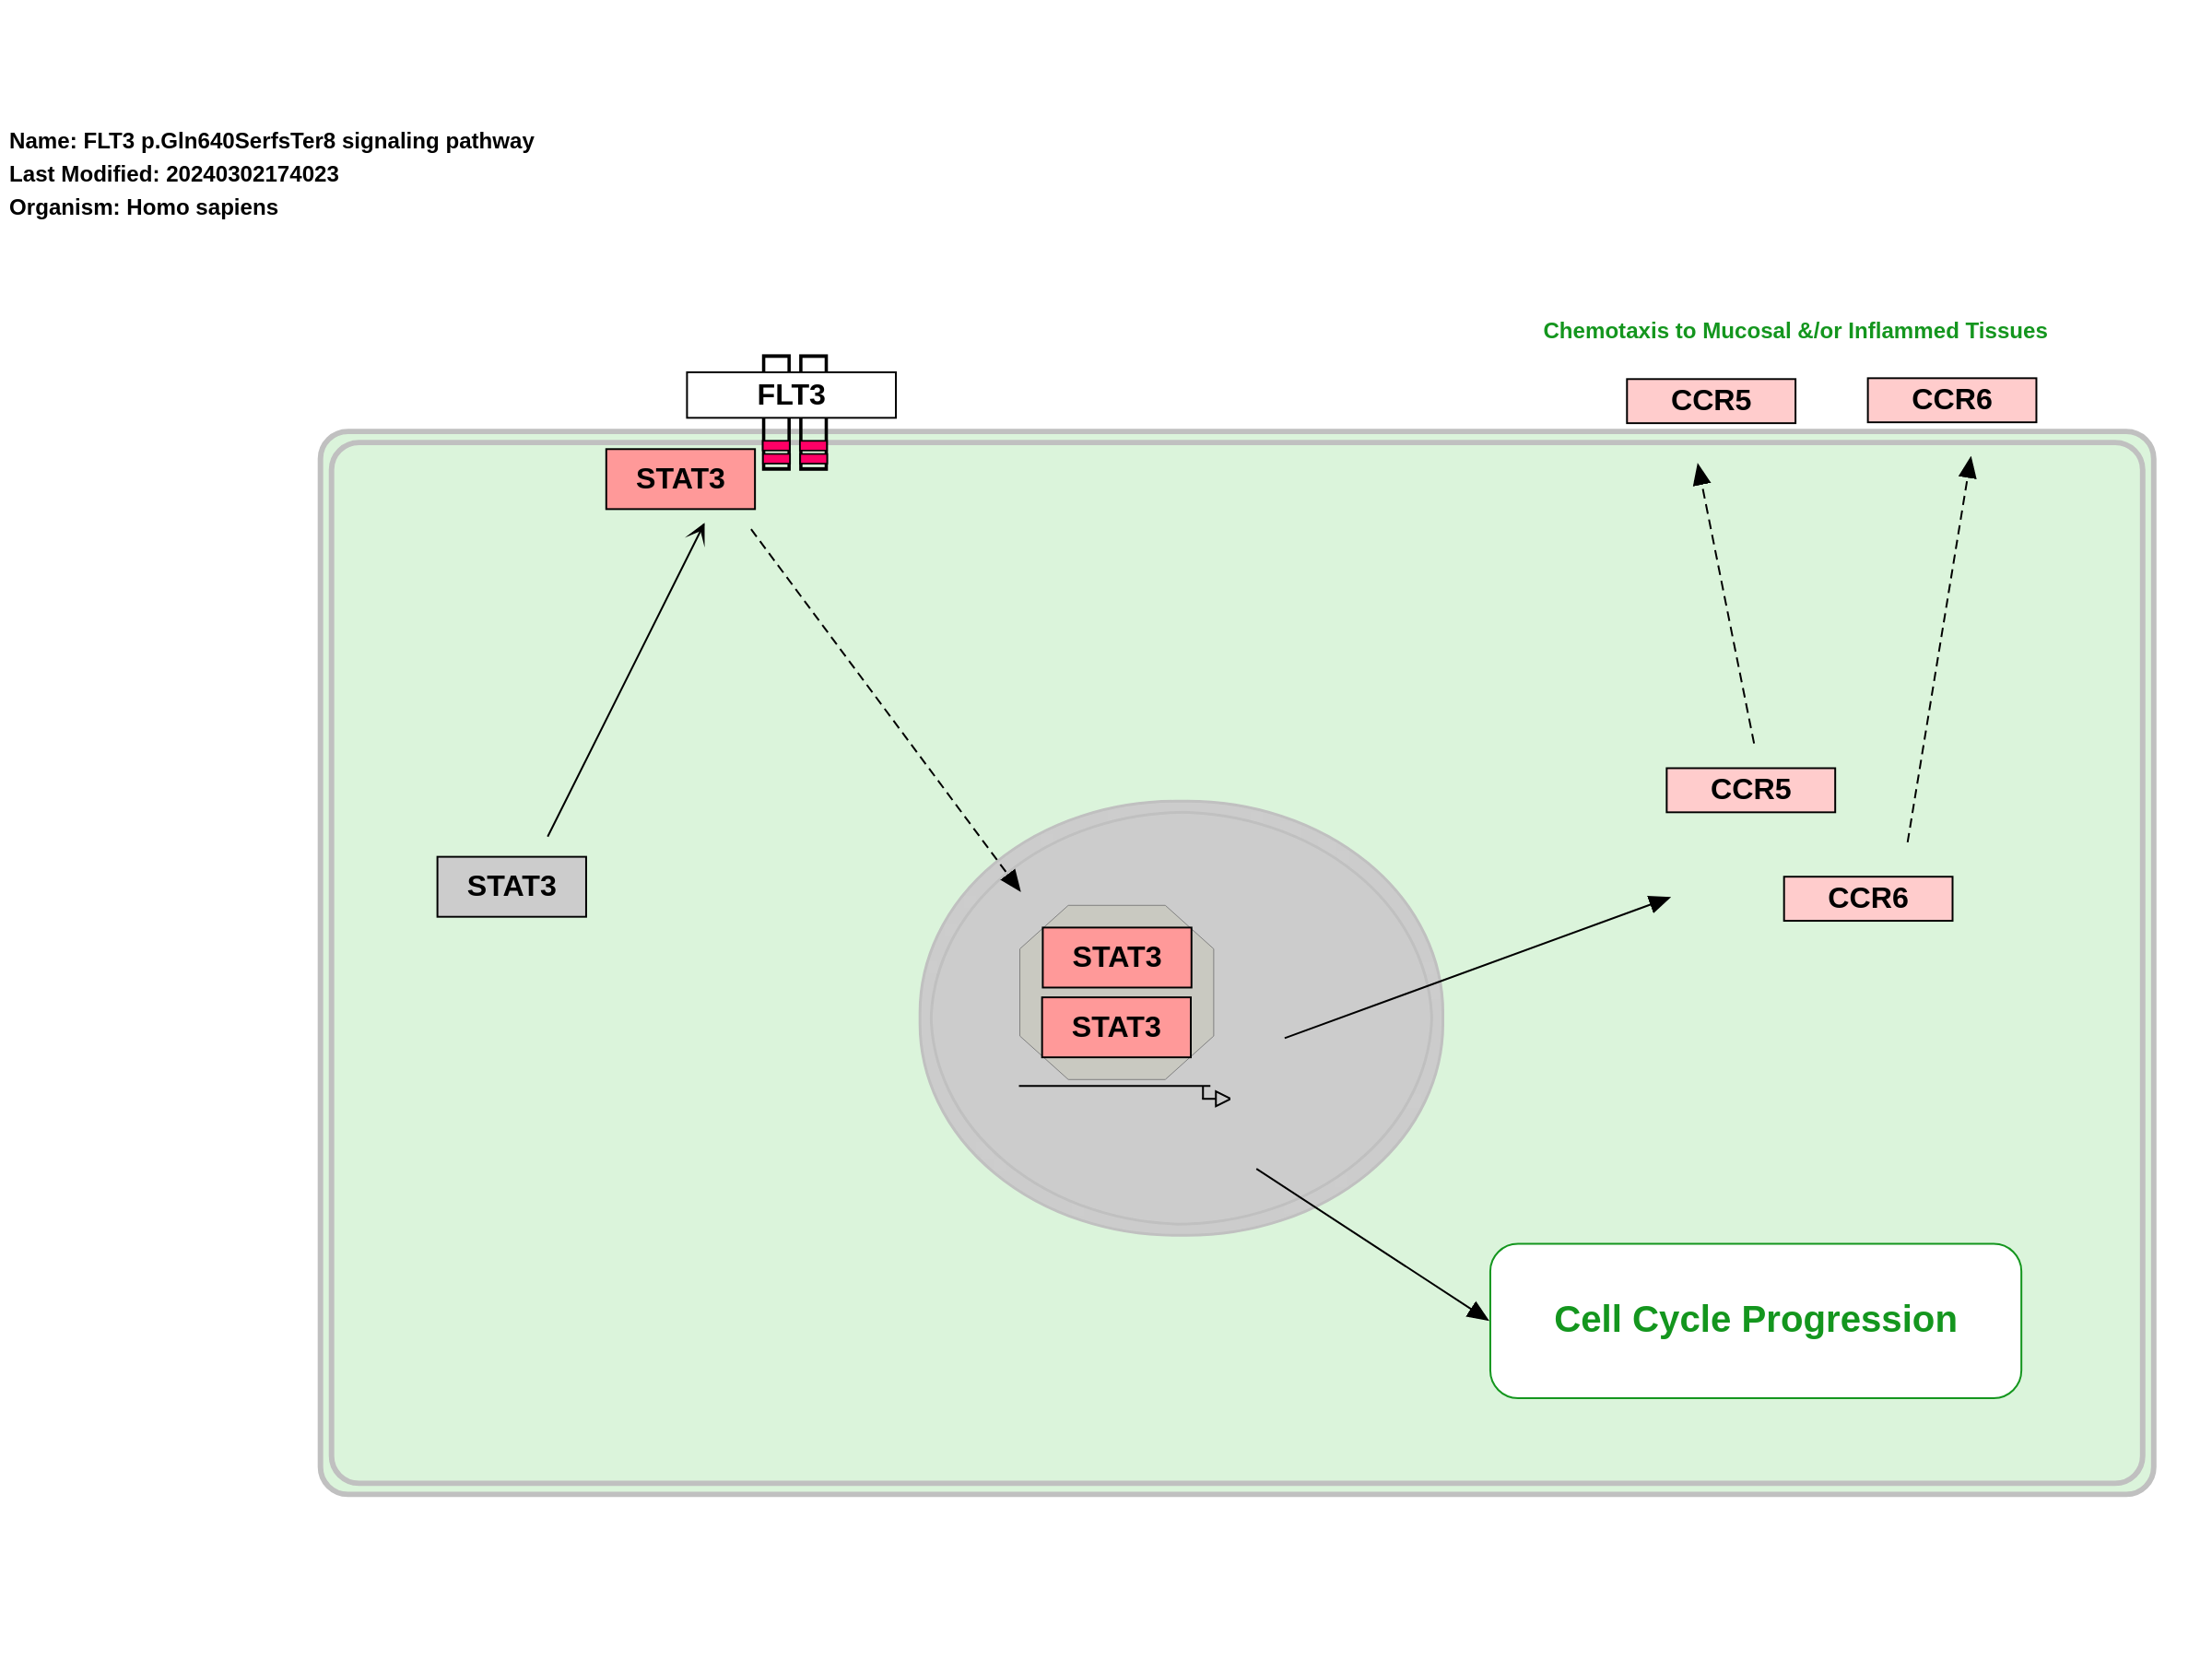 Name: FLT3 p.Gln640SerfsTer8 signaling pathway
Last Modified: 20240302174023
Organism: Homo sapiens
Chemotaxis to Mucosal &/or Inflammed Tissues
FLT3
CCR5
CCR6
STAT3
CCR5
STAT3
CCR6
STAT3
STAT3
Cell Cycle Progression